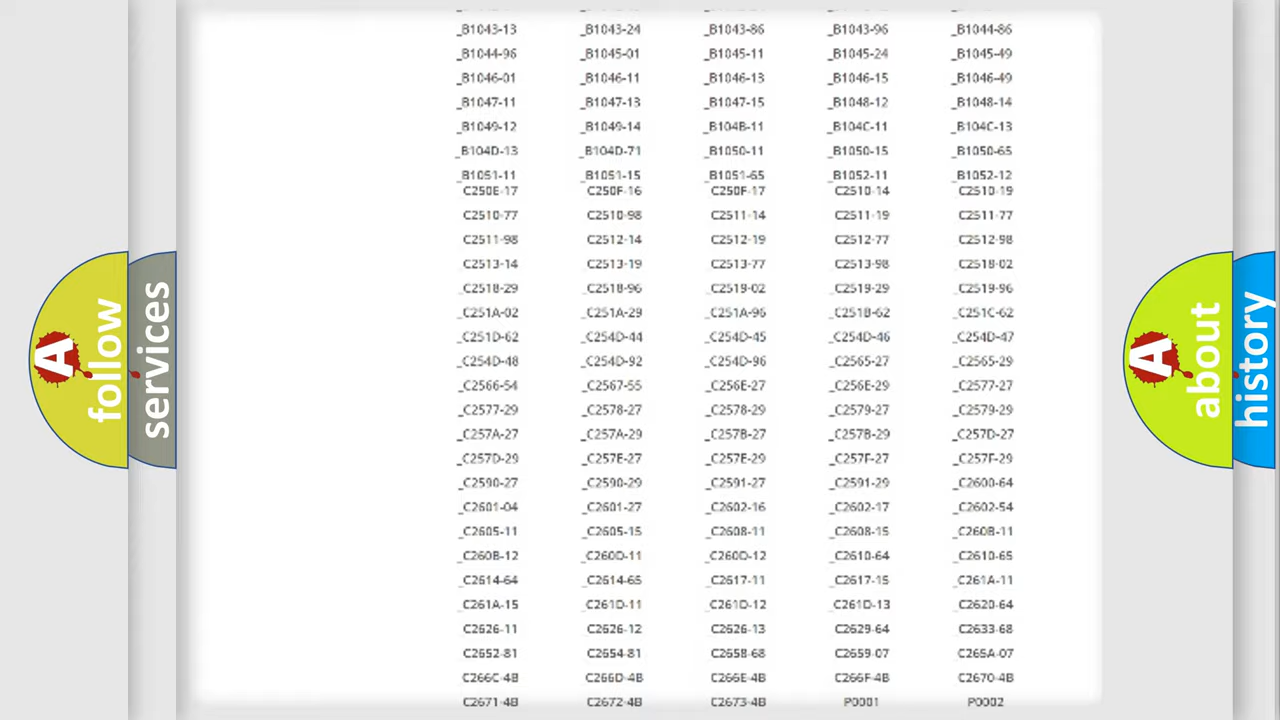 _B1043-13 _B1043-24 _B1043-86 _B1043-96 _B1044-86
_B1044-96 _B1045-01 _B1045-11 _B1045-24 _B1045-49
_B1046-01 _B1046-11 _B1046-13 _B1046-15 _B1046-49
_B1047-11 _B1047-13 _B1047-15 _B1048-12 _B1048-14
_B1049-12 _B1049-14 _B104B-11 _B104C-11 _B104C-13
_B104D-13 _B104D-71 _B1050-11 _B1050-15 _B1050-65
_B1051-11 _B1051-15 _B1051-65 _B1052-11 _B1052-12
C250E-17 C250F-16 C250F-17 C2510-14 C2510-19
C2510-77 C2510-98 C2511-14 C2511-19 C2511-77
C2511-98 C2512-14 C2512-19 C2512-77 C2512-98
C2513-14 C2513-19 C2513-77 C2513-98 C2518-02
_C2518-29 _C2518-96 _C2519-02 _C2519-29 _C2519-96
_C251A-02 _C251A-29 _C251A-96 _C251B-62 _C251C-62
_C251D-62 _C254D-44 _C254D-45 _C254D-46 _C254D-47
_C254D-48 _C254D-92 _C254D-96 _C2565-27 _C2565-29
_C2566-54 _C2567-55 _C256E-27 _C256E-29 _C2577-27
_C2577-29 _C2578-27 _C2578-29 _C2579-27 _C2579-29
_C257A-27 _C257A-29 _C257B-27 _C257B-29 _C257D-27
_C257D-29 _C257E-27 _C257E-29 _C257F-27 _C257F-29
_C2590-27 _C2590-29 _C2591-27 _C2591-29 _C2600-64
_C2601-04 _C2601-27 _C2602-16 _C2602-17 _C2602-54
_C2605-11 _C2605-15 _C2608-11 _C2608-15 _C260B-11
_C260B-12 _C260D-11 _C260D-12 _C2610-64 _C2610-65
_C2614-64 _C2614-65 _C2617-11 _C2617-15 _C261A-11
_C261A-15 _C261D-11 _C261D-12 _C261D-13 _C2620-64
C2626-11 C2626-12 C2626-13 C2629-64 C2633-68
C2652-81 C2654-81 C2658-68 C2659-07 C265A-07
C266C-4B C266D-4B C266E-4B C266F-4B C2670-4B
C2671-4B C2672-4B C2673-4B P0001 P0002
A follow
services
A about
history